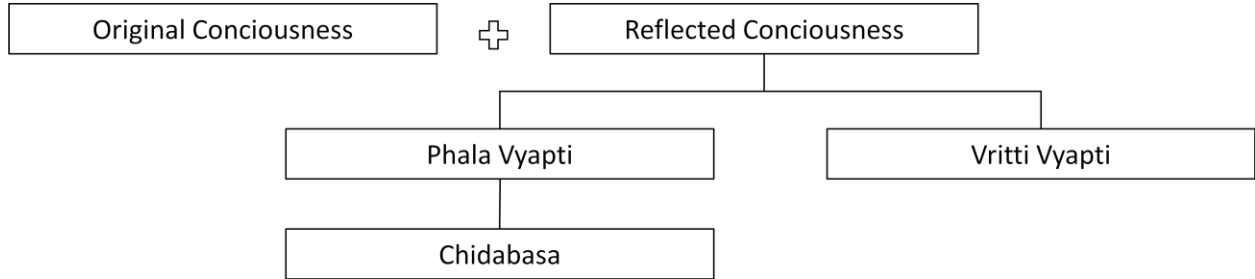 Original Conciousness
Reflected Conciousness
Phala Vyapti
Vritti Vyapti
Chidabasa